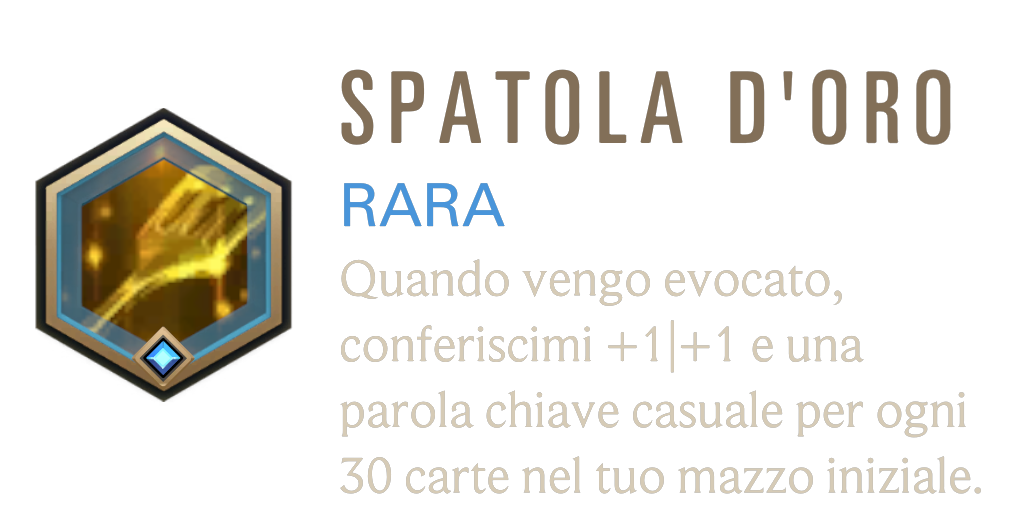 SPATOLA D'ORO
RARA
Quando vengo evocato,
conferiscimi +1|+1 e una
parola chiave casuale per ogni
30 carte nel tuo mazzo iniziale.